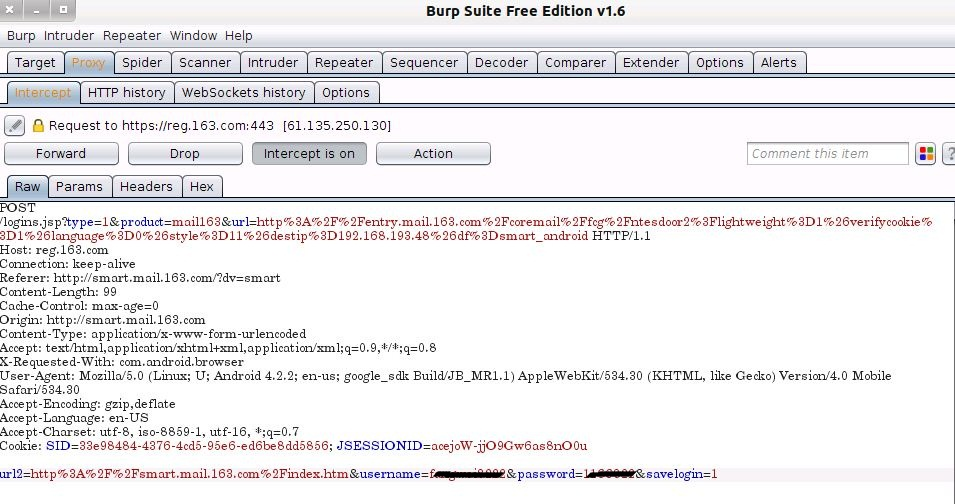 Burp Suite Free Edition v1.6
Burp Intruder Repeater Window Help
Target Proxy Spider Scanner Intruder Repeater Sequencer Decoder Comparer Extender Options Alerts
Intercept HTTP history WebSockets history Options
Request to https://reg.163.com:443 [61.135.250.130]
Forward Drop Intercept is on Action Comment this item ?
Raw Params Headers Hex
POST
/logins.jsp?type=1&product=mail163&url=http%3A%2F%2Fentry.mail.163.com%2Fcoremail%2Ffcg%2Fntesdoor2%3Flightweight%3D1%26verifycookie%
3D1%26language%3D0%26style%3D11%26destip%3D192.168.193.48%26df%3Dsmart_android HTTP/1.1
Host: reg.163.com
Connection: keep-alive
Referer: http://smart.mail.163.com/?dv=smart
Content-Length: 99
Cache-Control: max-age=0
Origin: http://smart.mail.163.com
Content-Type: application/x-www-form-urlencoded
Accept: text/html,application/xhtml+xml,application/xml;q=0.9,*/*;q=0.8
X-Requested-With: com.android.browser
User-Agent: Mozilla/5.0 (Linux; U; Android 4.2.2; en-us; google_sdk Build/JB_MR1.1) AppleWebKit/534.30 (KHTML, like Gecko) Version/4.0 Mobile
Safari/534.30
Accept-Encoding: gzip,deflate
Accept-Language: en-US
Accept-Charset: utf-8, iso-8859-1, utf-16, *;q=0.7
Cookie: SID=33e98484-4376-4cd5-95e6-ed6be8dd5856; JSESSIONID=acejoW-jjO9Gw6as8nO0u
url2=http%3A%2F%2Fsmart.mail.163.com%2Findex.htm&username= &password= &savelogin=1